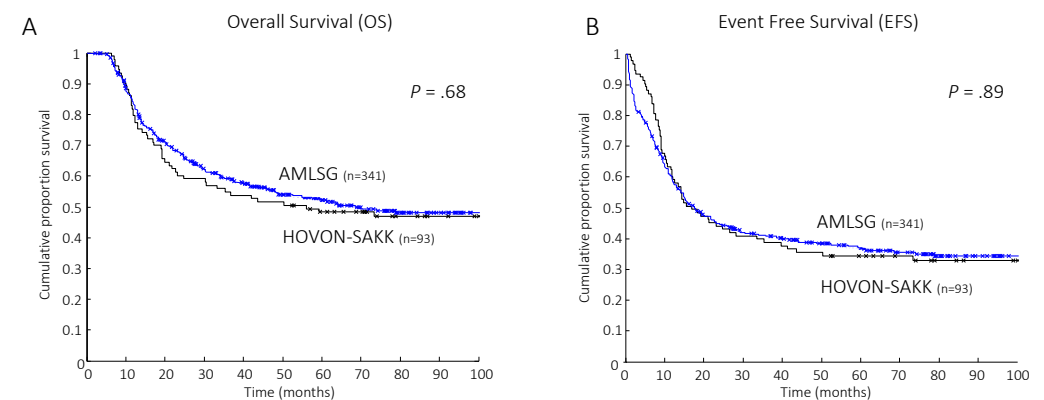 A
Overall Survival (OS)
P = .68
Cumulative proportion survival
1
0.9
0.8
0.7
0.6
0.5
0.4
0.3
0.2
0.1
0
AMLSG (n=341)
HOVON-SAKK (n=93)
0 10 20 30 40 50 60 70 80 90 100
Time (months)
B
Event Free Survival (EFS)
P = .89
Cumulative proportion survival
1
0.9
0.8
0.7
0.6
0.5
0.4
0.3
0.2
0.1
0
AMLSG (n=341)
HOVON-SAKK (n=93)
0 10 20 30 40 50 60 70 80 90 100
Time (months)